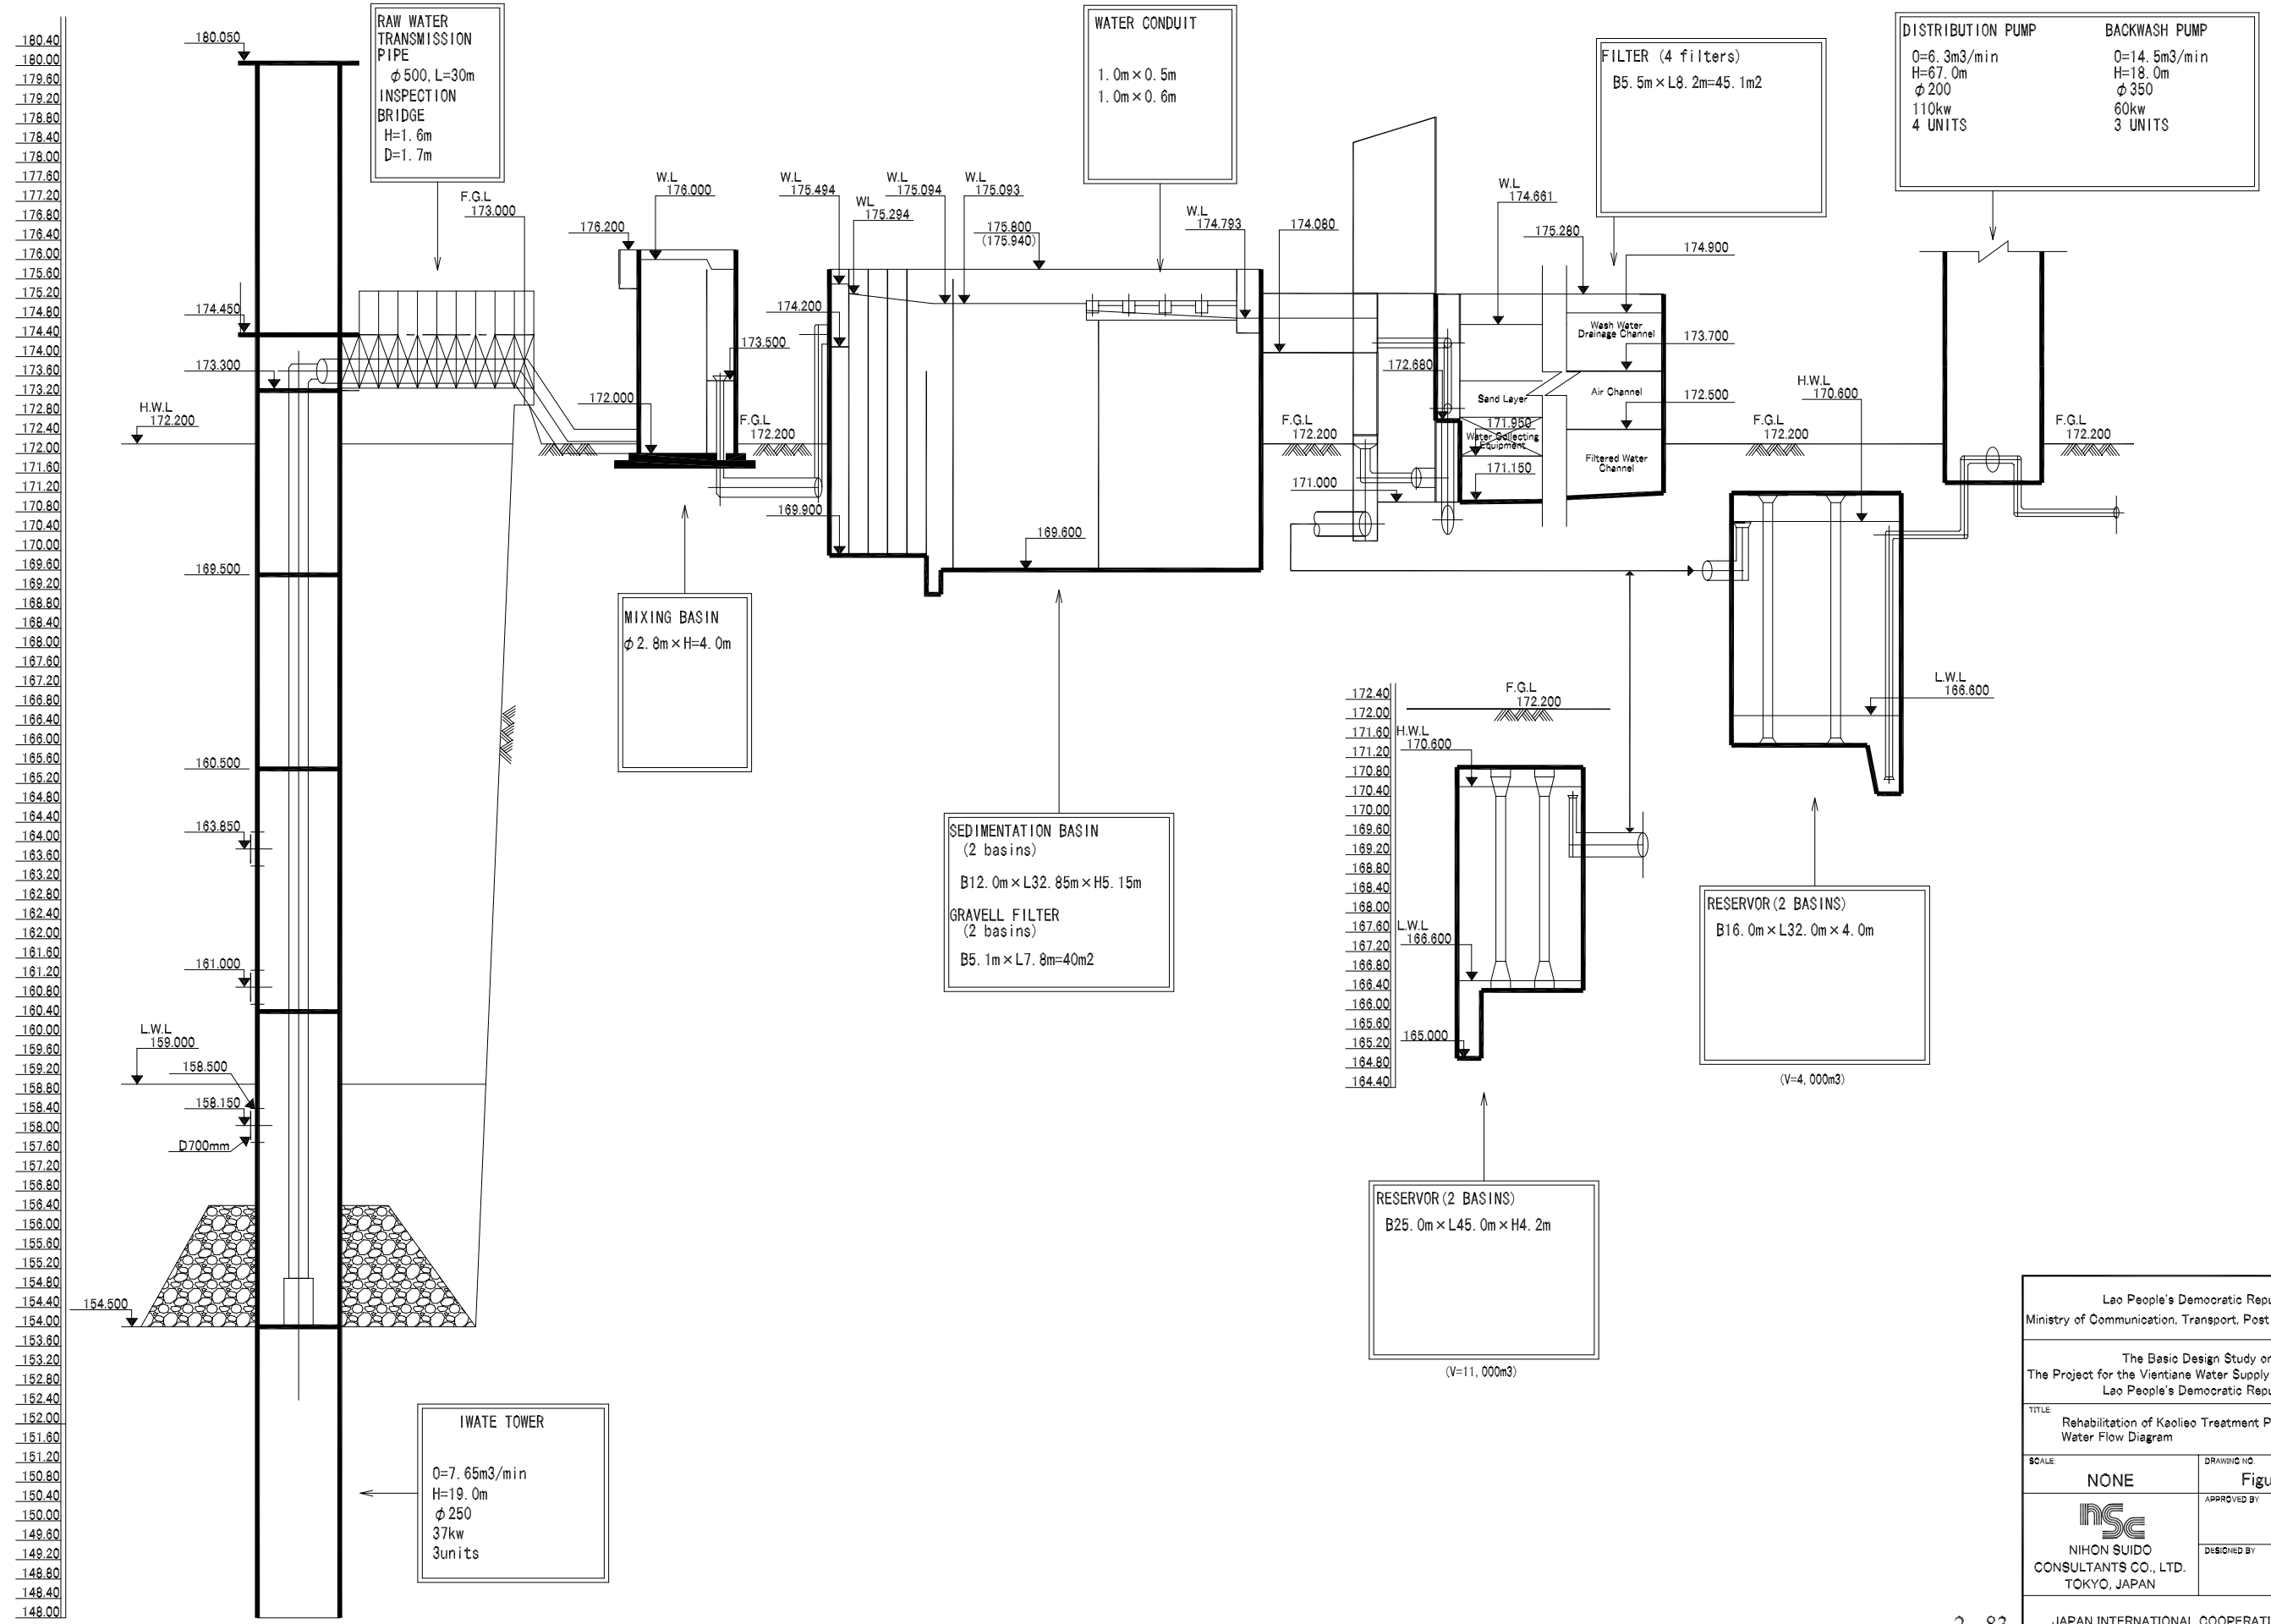 180.40
180.00
179.60
179.20
178.80
178.40
178.00
177.60
177.20
176.80
176.40
176.00
175.60
175.20
174.80
174.40
174.00
173.60
173.20
172.80
172.40
172.00
171.60
171.20
170.80
170.40
170.00
169.60
169.20
168.80
168.40
168.00
167.60
167.20
166.80
166.40
166.00
165.60
165.20
164.80
164.40
164.00
163.60
163.20
162.80
162.40
162.00
161.60
161.20
160.80
160.40
160.00
159.60
159.20
158.80
158.40
158.00
157.60
157.20
156.80
156.40
156.00
155.60
155.20
154.80
154.40
154.00
153.60
153.20
152.80
152.40
152.00
151.60
151.20
150.80
150.40
150.00
149.60
149.20
148.80
148.40
148.00
180.050
174.450
173.300
H.W.L
172.200
169.500
160.500
163.850
161.000
L.W.L
159.000
158.500
158.150
D700mm
154.500
RAW WATER
TRANSMISSION
PIPE
φ500, L=30m
INSPECTION
BRIDGE
H=1.6m
D=1.7m
F.G.L
173.000
IWATE TOWER
O=7.65m3/min
H=19.0m
φ250
37kw
3units
W.L
176.000
176.200
173.500
172.000
F.G.L
172.200
MIXING BASIN
φ2.8m×H=4.0m
W.L
175.494
WL
175.294
W.L
175.094
W.L
175.093
175.800
(175.940)
174.200
169.900
169.600
WATER CONDUIT
1.0m×0.5m
1.0m×0.6m
W.L
174.793
174.080
F.G.L
172.200
SEDIMENTATION BASIN
(2 basins)
B12.0m×L32.85m×H5.15m
GRAVELL FILTER
(2 basins)
B5.1m×L7.8m=40m2
FILTER (4 filters)
B5.5m×L8.2m=45.1m2
W.L
174.661
175.280
174.900
Wash Water
Drainage Channel
173.700
172.680
Sand Layer
Air Channel
172.500
171.950
Water Collecting
Equipment
Filtered Water
Channel
171.150
171.000
F.G.L
172.200
H.W.L
170.600
F.G.L
172.200
L.W.L
166.600
DISTRIBUTION PUMP
O=6.3m3/min
H=67.0m
φ200
110kw
4 UNITS
BACKWASH PUMP
O=14.5m3/min
H=18.0m
φ350
60kw
3 UNITS
172.40
172.00
171.60
171.20
170.80
170.40
170.00
169.60
169.20
168.80
168.40
168.00
167.60
167.20
166.80
166.40
166.00
165.60
165.20
164.80
164.40
F.G.L
172.200
H.W.L
170.600
L.W.L
166.600
165.000
RESERVOR(2 BASINS)
B16.0m×L32.0m×4.0m
(V=4,000m3)
RESERVOR(2 BASINS)
B25.0m×L45.0m×H4.2m
(V=11,000m3)
Lao People's Democratic Repu
Ministry of Communication, Transport, Post
The Basic Design Study on
The Project for the Vientiane Water Supply
Lao People's Democratic Repu
TITLE:
Rehabilitation of Kaolieo Treatment P
Water Flow Diagram
SCALE:
NONE
DRAWING NO.
Figu
APPROVED BY
nsc
NIHON SUIDO
CONSULTANTS CO., LTD.
TOKYO, JAPAN
DESIGNED BY
JAPAN INTERNATIONAL COOPERATI